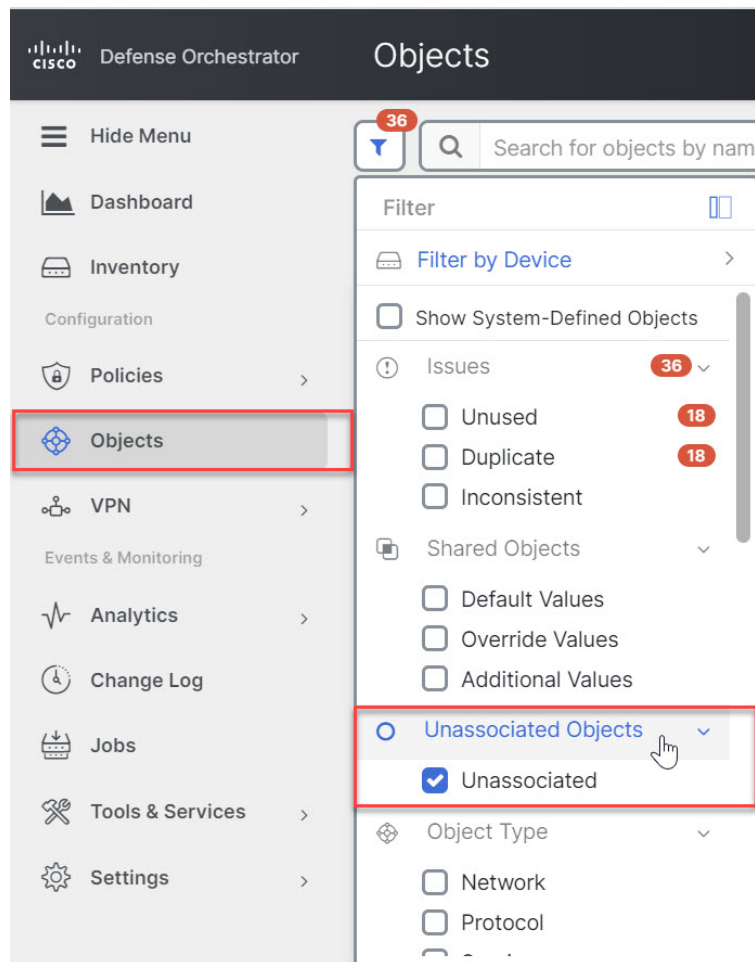 cisco Defense Orchestrator
Objects
Hide Menu
Dashboard
Inventory
Configuration
Policies
Objects
VPN
Events & Monitoring
Analytics
Change Log
Jobs
Tools & Services
Settings
36
Search for objects by nam
Filter
Filter by Device
Show System-Defined Objects
Issues 36
Unused 18
Duplicate 18
Inconsistent
Shared Objects
Default Values
Override Values
Additional Values
Unassociated Objects
Unassociated
Object Type
Network
Protocol